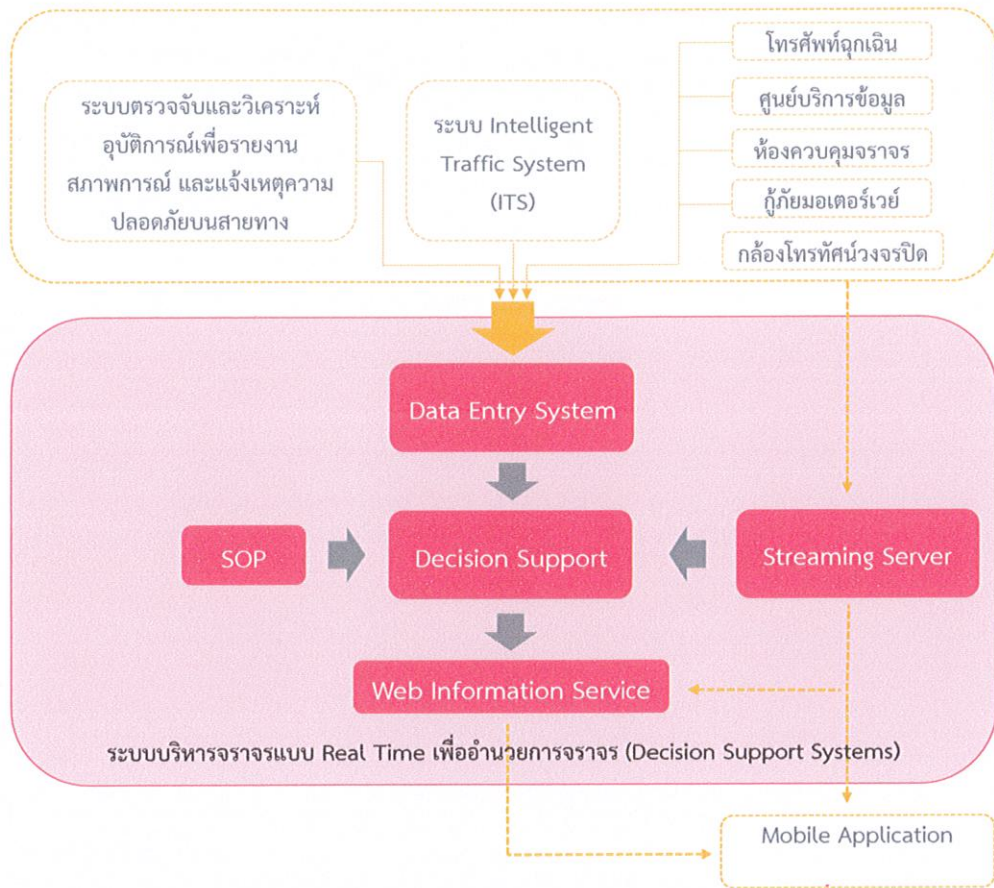 ระบบตรวจจับและวิเคราะห์
อุบัติการณ์เพื่อรายงาน
สภาพการณ์ และแจ้งเหตุความ
ปลอดภัยบนสายทาง
ระบบ Intelligent
Traffic System
(ITS)
โทรศัพท์ฉุกเฉิน
ศูนย์บริการข้อมูล
ห้องควบคุมจราจร
กู้ภัยมอเตอร์เวย์
กล้องโทรทัศน์วงจรปิด
Data Entry System
SOP
Decision Support
Streaming Server
Web Information Service
ระบบบริหารจราจรแบบ Real Time เพื่ออำนวยการจราจร (Decision Support Systems)
Mobile Application